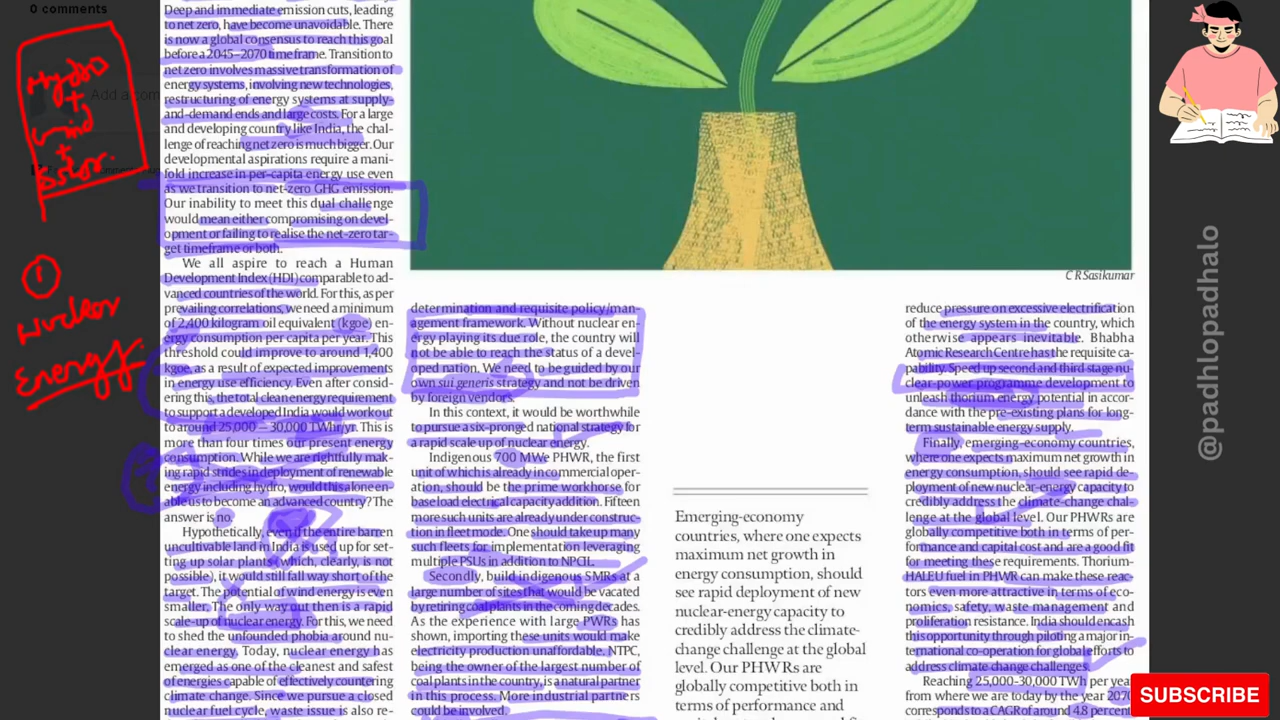 0 comments
Hydro
+
wind
+
Add a com
Deep and immediate emission cuts, leading
to net zero, have become unavoidable. There
is now a global consensus to reach this goal
before a 2045–2070 time frame. Transition to
net zero involves massive transformation of
energy systems, involving new technologies,
restructuring of energy systems at supply-
and-demand ends and large costs. For a large
and developing country like India, the chal-
lenge of reaching net zero is much bigger. Our
developmental aspirations require a mani-
fold increase in per-capita energy use even
as we transition to net-zero GHG emission.
Our inability to meet this dual challenge
would mean either compromising on devel-
opment or failing to realise the net-zero tar-
get timeframe or both.
We all aspire to reach a Human
Development Index (HDI) comparable to ad-
vanced countries of the world. For this, as per
prevailing correlations, we need a minimum
of 2,400 kilogram oil equivalent (kgoe) en-
ergy consumption per capita per year. This
threshold could improve to around 1,400
kgoe, as a result of expected improvements
in energy use efficiency. Even after consid-
ering this, the total clean energy requirement
to support a developed India would workout
to around 25,000 — 30,000 TWhr/yr. This is
more than four times our present energy
consumption. While we are rightfully mak-
ing rapid strides in deployment of renewable
energy including hydro, would this alone en-
able us to become an advanced country? The
answer is no.
Hypothetically, even if the entire barren
uncultivable land in India is used up for set-
ting up solar plants (which, clearly, is not
possible), it would still fall way short of the
target. The potential of wind energy is even
smaller. The only way out then is a rapid
scale-up of nuclear energy. For this, we need
to shed the unfounded phobia around nu-
clear energy. Today, nuclear energy has
emerged as one of the cleanest and safest
of energies capable of effectively countering
climate change. Since we pursue a closed
nuclear fuel cycle, waste issue is also re-
1
Nuclear
Energy
C R Sasikumar
determination and requisite policy/man-
agement framework. Without nuclear en-
ergy playing its due role, the country will
not be able to reach the status of a devel-
oped nation. We need to be guided by our
own sui generis strategy and not be driven
by foreign vendors.
In this context, it would be worthwhile
to pursue a six-pronged national strategy for
a rapid scale up of nuclear energy.
Indigenous 700 MWe PHWR, the first
unit of which is already in commercial oper-
ation, should be the prime workhorse for
base load electrical capacity addition. Fifteen
more such units are already under construc-
tion in fleet mode. One should take up many
such fleets for implementation leveraging
multiple PSUs in addition to NPCIL.
Secondly, build indigenous SMRs at a
large number of sites that would be vacated
by retiring coal plants in the coming decades.
As the experience with large PWRs has
shown, importing these units would make
electricity production unaffordable. NTPC,
being the owner of the largest number of
coal plants in the country, is a natural partner
in this process. More industrial partners
could be involved.
Emerging-economy
countries, where one expects
maximum net growth in
energy consumption, should
see rapid deployment of new
nuclear-energy capacity to
credibly address the climate-
change challenge at the global
level. Our PHWRs are
globally competitive both in
terms of performance and
reduce pressure on excessive electrification
of the energy system in the country, which
otherwise appears inevitable. Bhabha
Atomic Research Centre has the requisite ca-
pability. Speed up second and third stage nu-
clear-power programme development to
unleash thorium energy potential in accor-
dance with the pre-existing plans for long-
term sustainable energy supply.
Finally, emerging-economy countries,
where one expects maximum net growth in
energy consumption, should see rapid de-
ployment of new nuclear-energy capacity to
credibly address the climate-change chal-
lenge at the global level. Our PHWRs are
globally competitive both in terms of per-
formance and capital cost and are a good fit
for meeting these requirements. Thorium-
HALEU fuel in PHWR can make these reac-
tors even more attractive in terms of eco-
nomics, safety, waste management and
proliferation resistance. India should encash
this opportunity through piloting a major in-
ternational co-operation for global efforts to
address climate change challenges.
Reaching 25,000-30,000 TWh per year
from where we are today by the year 2070
corresponds to a CAGR of around 4.8 percent
@padhlopadhalo
SUBSCRIBE